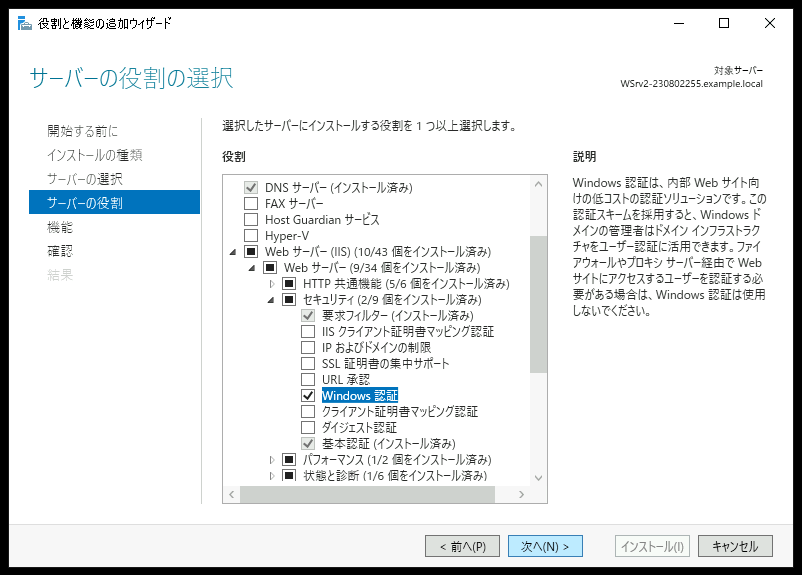 役割と機能の追加ウィザード
サーバーの役割の選択
対象サーバー
WSrv2-230802255.example.local
開始する前に
インストールの種類
サーバーの選択
サーバーの役割
機能
確認
結果
選択したサーバーにインストールする役割を 1 つ以上選択します。
役割
DNS サーバー (インストール済み)
FAX サーバー
Host Guardian サービス
Hyper-V
Web サーバー (IIS) (10/43 個をインストール済み)
Web サーバー (9/34 個をインストール済み)
HTTP 共通機能 (5/6 個をインストール済み)
セキュリティ (2/9 個をインストール済み)
要求フィルター (インストール済み)
IIS クライアント証明書マッピング認証
IP およびドメインの制限
SSL 証明書の集中サポート
URL 承認
Windows 認証
クライアント証明書マッピング認証
ダイジェスト認証
基本認証 (インストール済み)
パフォーマンス (1/2 個をインストール済み)
状態と診断 (1/6 個をインストール済み)
説明
Windows 認証は、内部 Web サイト向
けの低コストの認証ソリューションです。この
認証スキームを採用すると、Windows ド
メインの管理者はドメイン インフラストラク
チャをユーザー認証に活用できます。ファイ
アウォールやプロキシ サーバー経由で Web
サイトにアクセスするユーザーを認証する必
要がある場合は、Windows 認証は使用
しないでください。
< 前へ(P)
次へ(N) >
インストール(I)
キャンセル